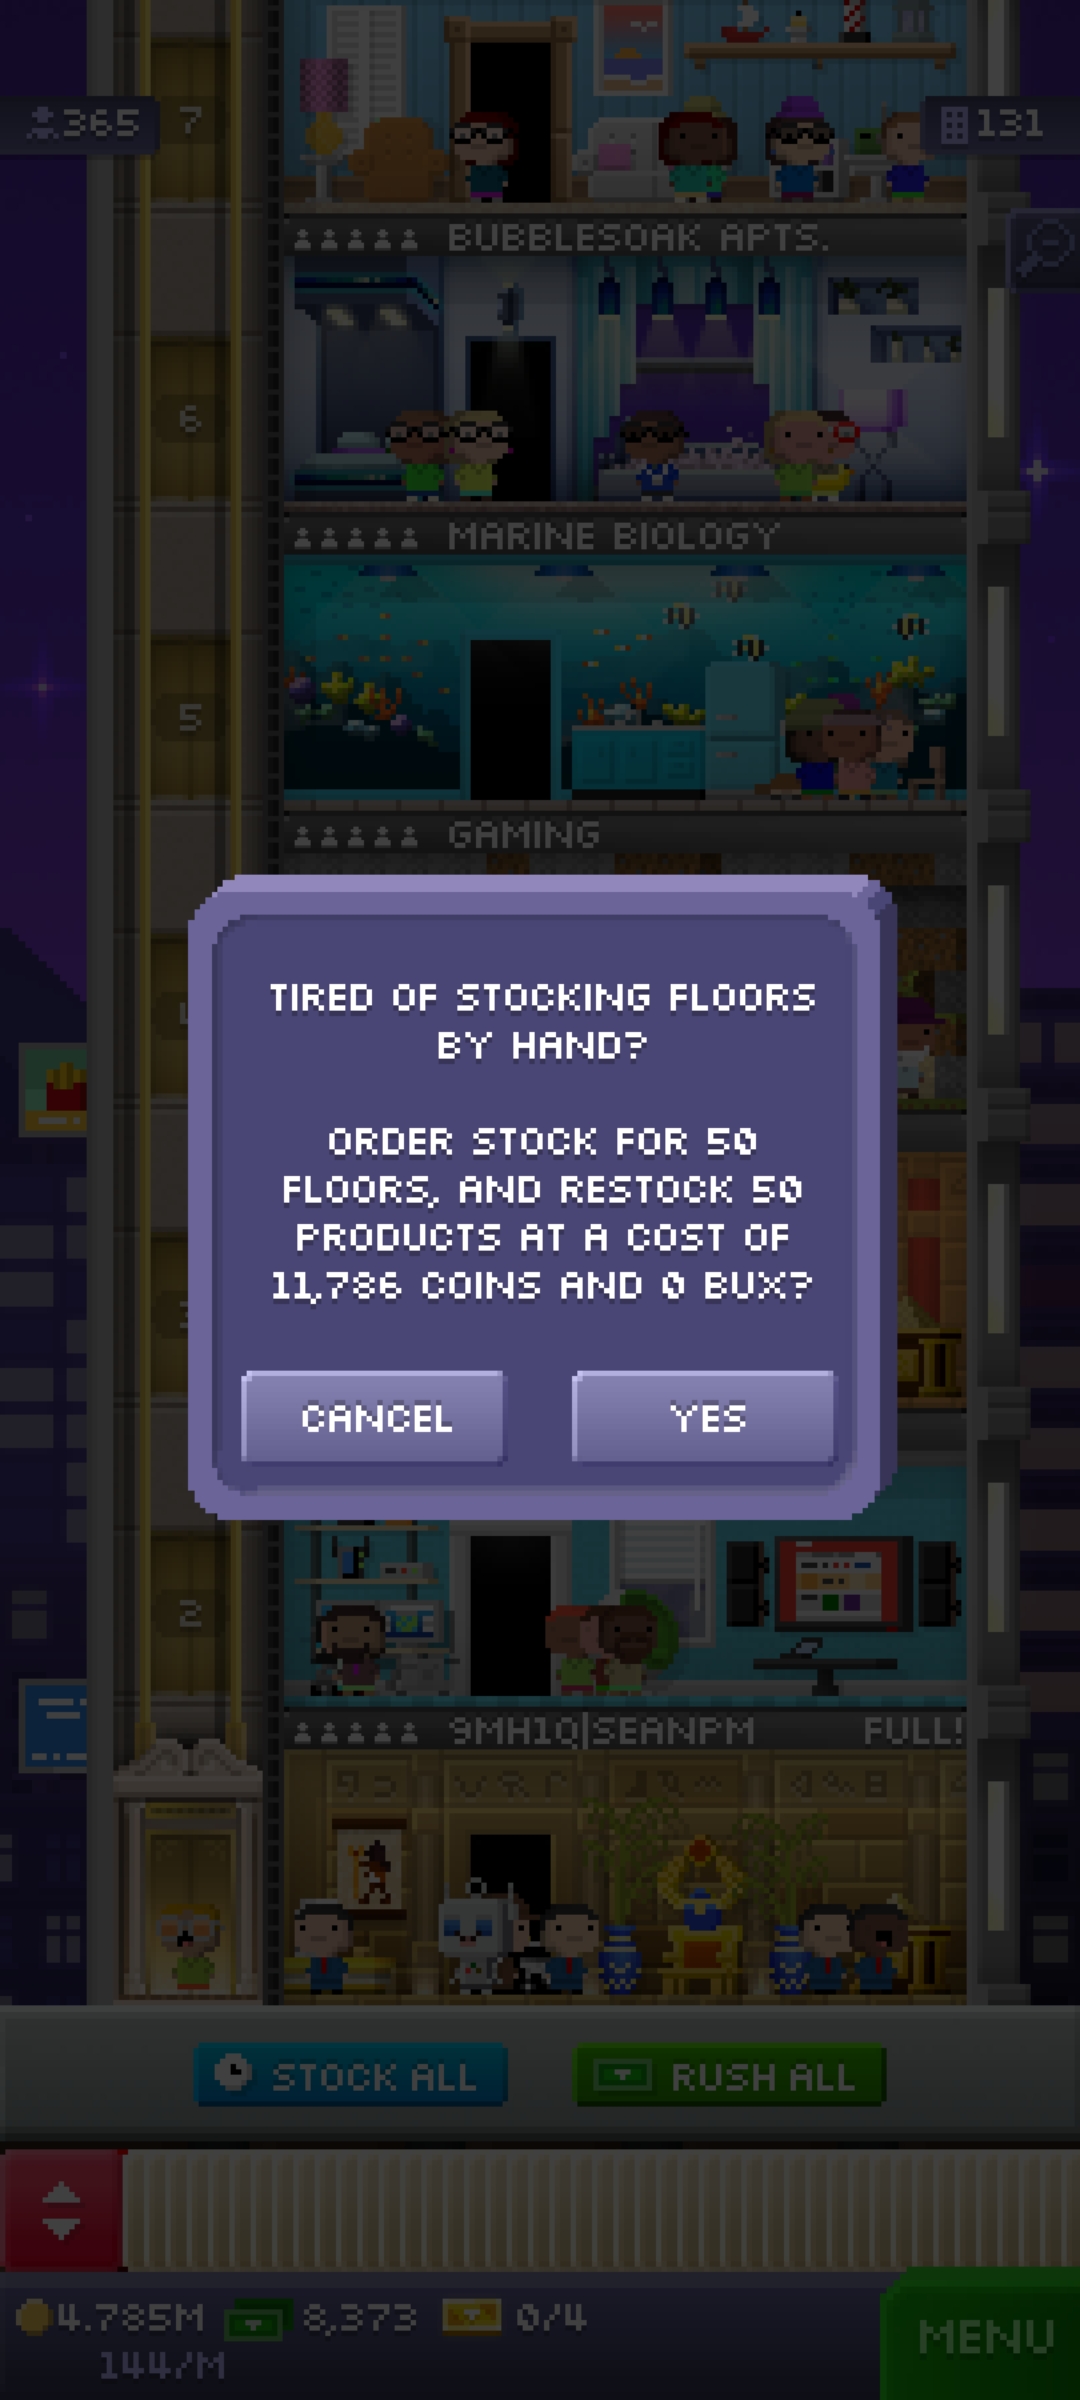 365
7
131
BUBBLESOAK APTS.
6
MARINE BIOLOGY
5
GAMING
TIRED OF STOCKING FLOORS
BY HAND?
ORDER STOCK FOR 50
FLOORS, AND RESTOCK 50
PRODUCTS AT A COST OF
11,786 COINS AND 0 BUX?
CANCEL
YES
2
9MH1Q|SEANPM
FULL!
STOCK ALL
RUSH ALL
4.785M
8,373
0/4
144/M
MENU